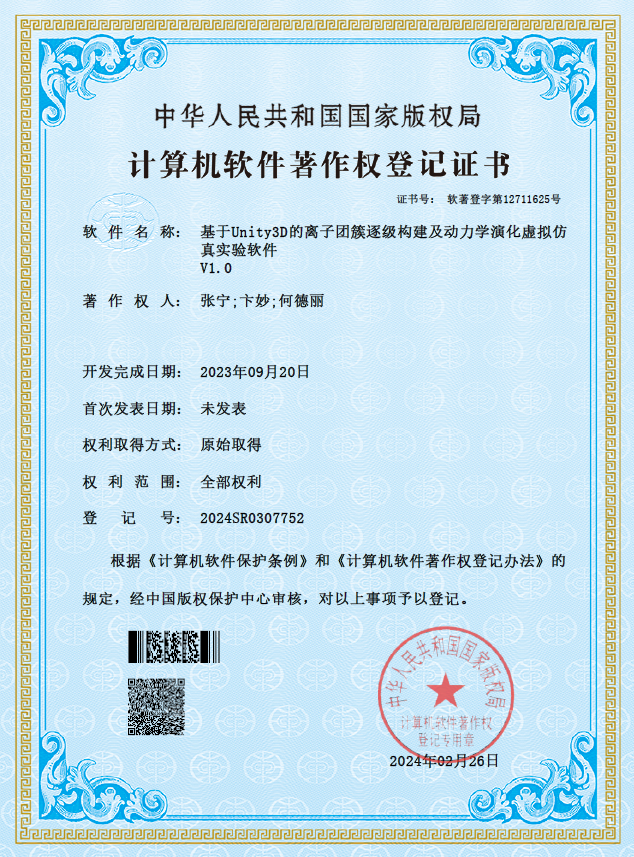 中华人民共和国国家版权局
计算机软件著作权登记证书
证书号： 软著登字第12711625号
软件名称： 基于Unity3D的离子团簇逐级构建及动力学演化虚拟仿
真实验软件
V1.0
著作权人： 张宁;卞妙;何德丽
开发完成日期： 2023年09月20日
首次发表日期： 未发表
权利取得方式： 原始取得
权利范围： 全部权利
登记号： 2024SR0307752
根据《计算机软件保护条例》和《计算机软件著作权登记办法》的
规定，经中国版权保护中心审核，对以上事项予以登记。
中华人民共和国国家版权局
计算机软件著作权
登记专用章
2024年02月26日